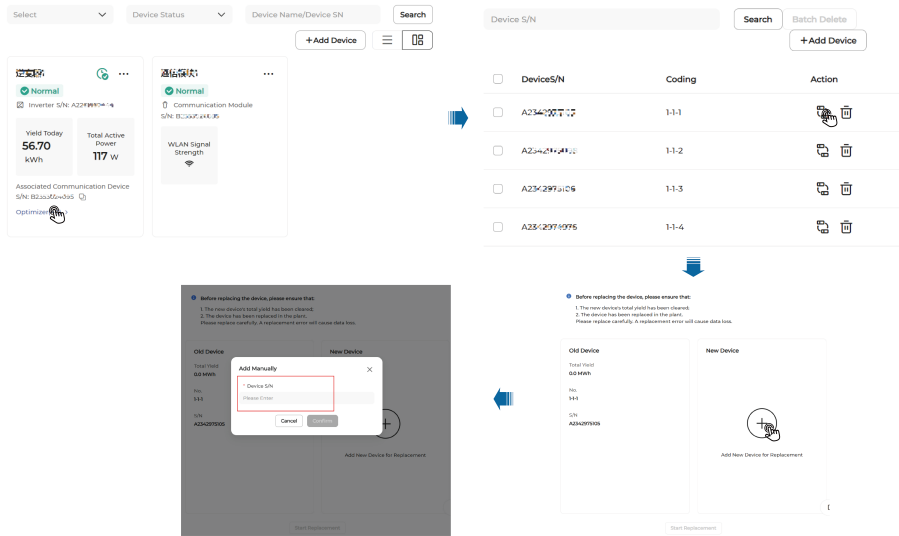 Select
Device Status
Device Name/Device SN
Search
+Add Device
Normal
Inverter S/N:
Yield Today
56.70
kWh
Total Active
Power
117 W
Associated Communication Device
S/N:
Optimizer
Normal
Communication Module
S/N:
WLAN Signal
Strength
Device S/N
Search
Batch Delete
+Add Device
DeviceS/N
Coding
Action
1-1-1
1-1-2
1-1-3
1-1-4
Before replacing the device, please ensure that:
1. The new device's total yield has been cleared;
2. The device has been replaced in the plant.
Please replace carefully. A replacement error will cause data loss.
Old Device
New Device
Total Yield
0.0 MWh
No.
1-1-1
S/N
A2342975105
Add Manually
* Device S/N
Please Enter
Cancel
Confirm
Add New Device for Replacement
Start Replacement
Before replacing the device, please ensure that:
1. The new device's total yield has been cleared;
2. The device has been replaced in the plant.
Please replace carefully. A replacement error will cause data loss.
Old Device
New Device
Total Yield
0.0 MWh
No.
1-1-1
S/N
A2342975105
Add New Device for Replacement
Start Replacement